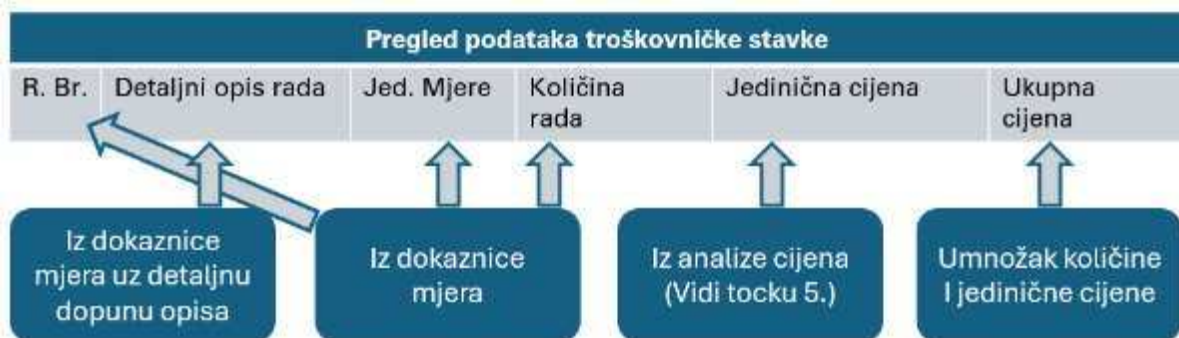 Pregled podataka troškovničke stavke
R. Br. Detaljni opis rada Jed. Mjere Količina Jedinična cijena Ukupna
rada cijena
Iz dokaznice
mjera uz detaljnu
dopunu opisa
Iz dokaznice
mjera
Iz analize cijena
(Vidi tocku 5.)
Umnožak količine
I jedinične cijene